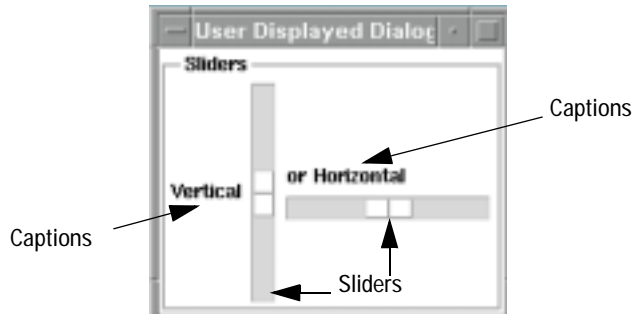 User Displayed Dialog
Sliders
Captions
or Horizontal
Vertical
Captions
Sliders